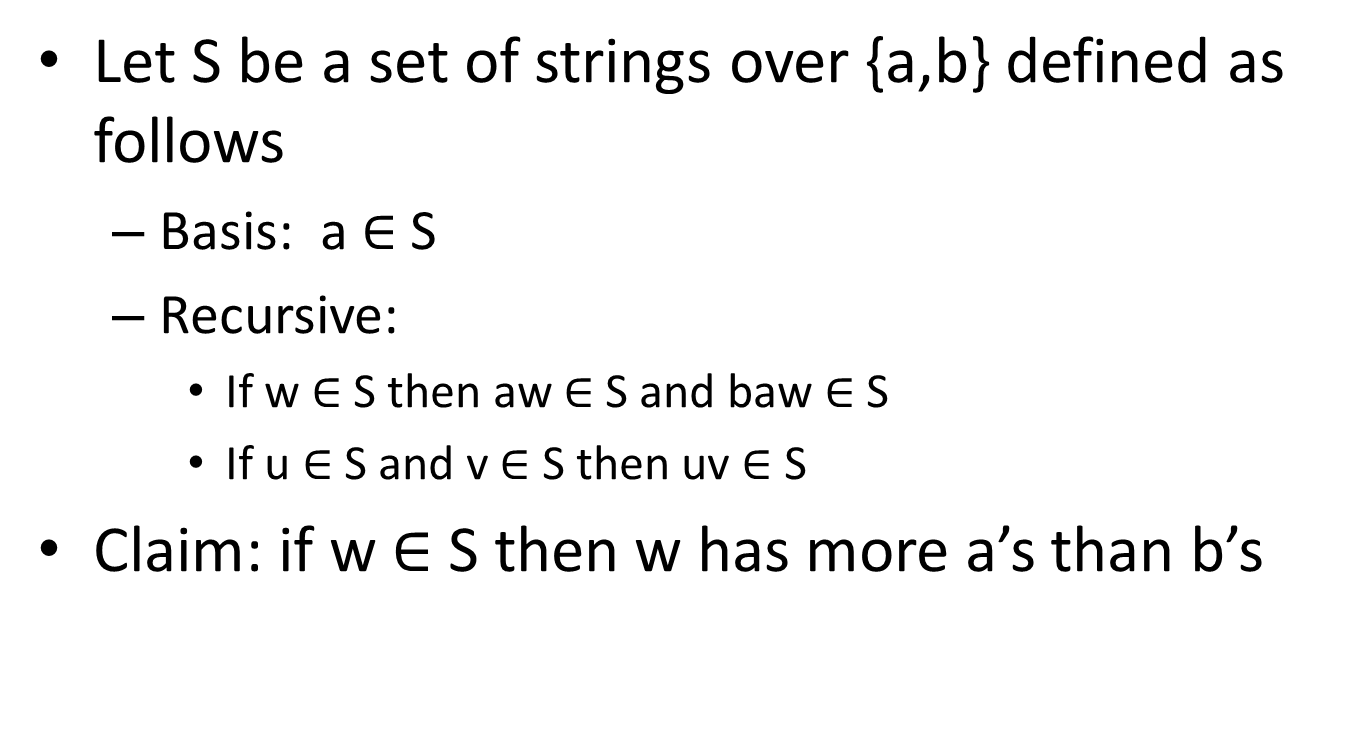 • Let S be a set of strings over {a,b} defined as
follows
– Basis:  a ∈ S
– Recursive:
• If w ∈ S then aw ∈ S and baw ∈ S
• If u ∈ S and v ∈ S then uv ∈ S
• Claim: if w ∈ S then w has more a’s than b’s